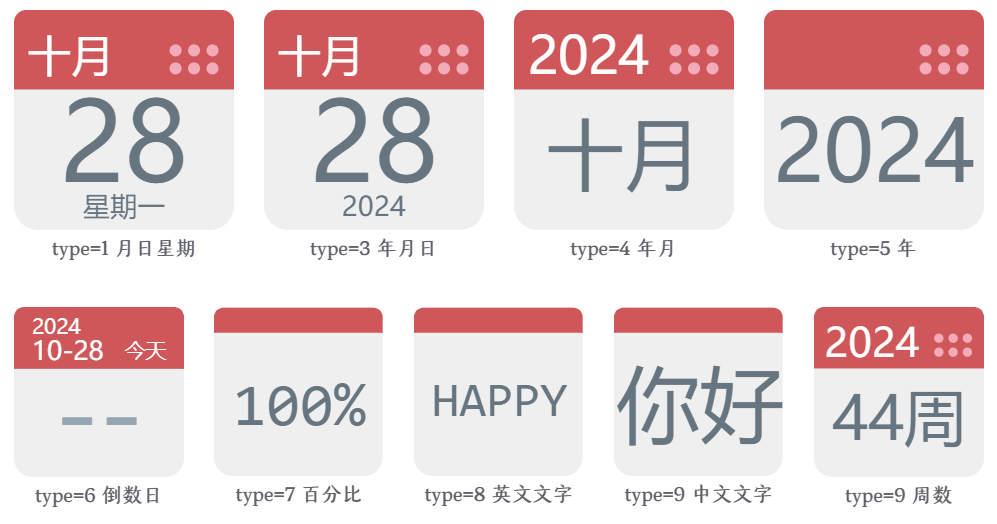 十月
28
星期一
type=1 月日星期
十月
28
2024
type=3 年月日
2024
十月
type=4 年月
2024
type=5 年
2024
10-28 今天
--
type=6 倒数日
100%
type=7 百分比
HAPPY
type=8 英文文字
你好
type=9 中文文字
2024
44周
type=9 周数